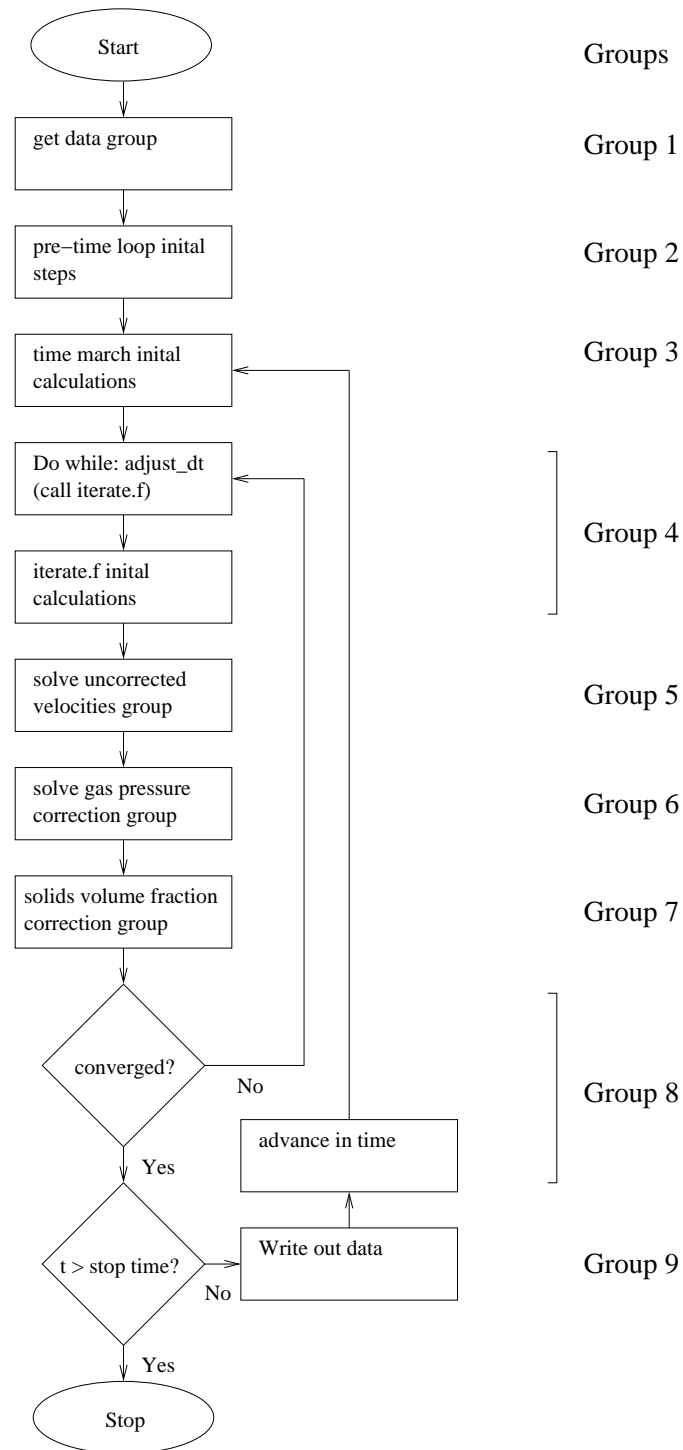 Start
Groups
get data group
Group 1
pre−time loop inital
steps
Group 2
time march inital
calculations
Group 3
Do while: adjust_dt
(call iterate.f)
Group 4
iterate.f inital
calculations
solve uncorrected
velocities group
Group 5
solve gas pressure
correction group
Group 6
solids volume fraction
correction group
Group 7
converged?
No
Group 8
advance in time
Yes
Write out data
t > stop time?
No
Group 9
Yes
Stop